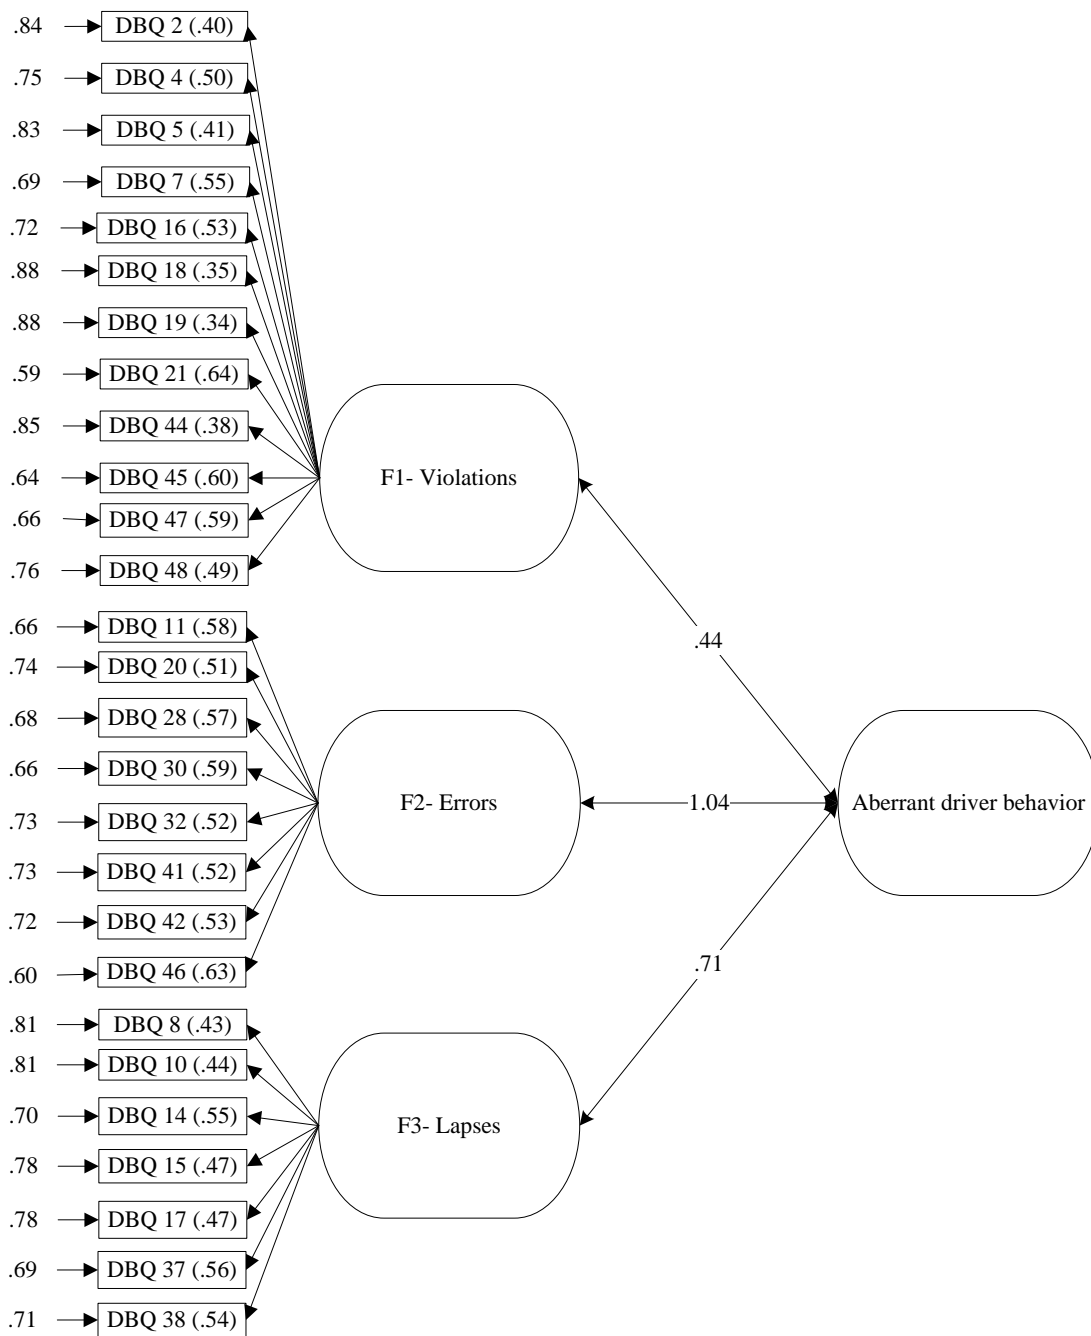 .84 DBQ 2 (.40)
.75 DBQ 4 (.50)
.83 DBQ 5 (.41)
.69 DBQ 7 (.55)
.72 DBQ 16 (.53)
.88 DBQ 18 (.35)
.88 DBQ 19 (.34)
.59 DBQ 21 (.64)
.85 DBQ 44 (.38)
.64 DBQ 45 (.60)
.66 DBQ 47 (.59)
.76 DBQ 48 (.49)
F1- Violations
.66 DBQ 11 (.58)
.74 DBQ 20 (.51)
.68 DBQ 28 (.57)
.66 DBQ 30 (.59)
.73 DBQ 32 (.52)
.73 DBQ 41 (.52)
.72 DBQ 42 (.53)
.60 DBQ 46 (.63)
F2- Errors
.81 DBQ 8 (.43)
.81 DBQ 10 (.44)
.70 DBQ 14 (.55)
.78 DBQ 15 (.47)
.78 DBQ 17 (.47)
.69 DBQ 37 (.56)
.71 DBQ 38 (.54)
F3- Lapses
.44
1.04
.71
Aberrant driver behavior